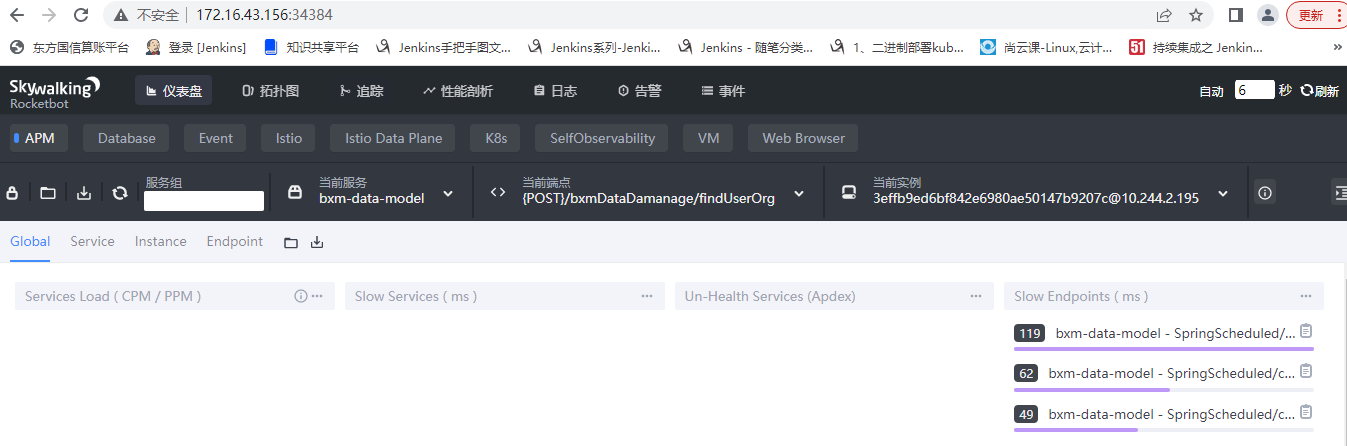 不安全 172.16.43.156:34384
更新
东方国信算账平台 登录 [Jenkins] 知识共享平台 Jenkins手把手图文... Jenkins系列-Jenki... Jenkins - 随笔分类... 1、二进制部署kub... 尚云课-Linux,云计... 51 持续集成之 Jenkin... »
Skywalking
Rocketbot
仪表盘 拓扑图 追踪 性能剖析 日志 告警 事件 自动 6 秒 刷新
APM Database Event Istio Istio Data Plane K8s SelfObservability VM Web Browser
服务组 当前服务 当前端点 当前实例
bxm-data-model {POST}/bxmDataDamanage/findUserOrg 3effb9ed6bf842e6980ae50147b9207c@10.244.2.195
Global Service Instance Endpoint
Services Load ( CPM / PPM ) Slow Services ( ms ) Un-Health Services (Apdex) Slow Endpoints ( ms )
119 bxm-data-model - SpringScheduled/...
62 bxm-data-model - SpringScheduled/c...
49 bxm-data-model - SpringScheduled/c...